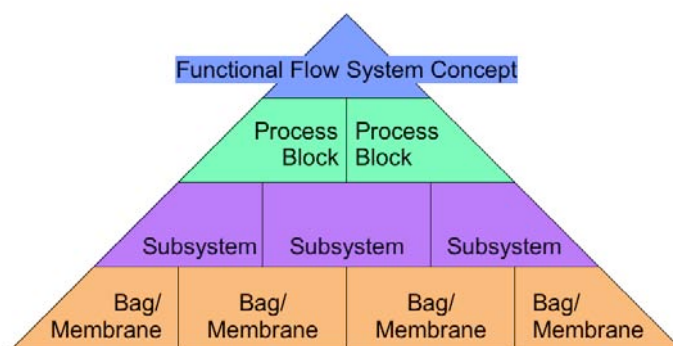 Functional Flow System Concept
Process Process
Block Block
Subsystem Subsystem Subsystem
Bag/ Bag/ Bag/ Bag/
Membrane Membrane Membrane Membrane